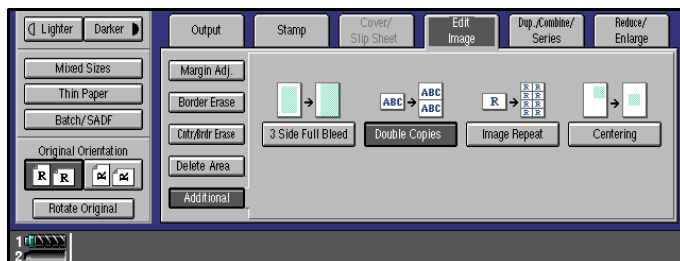 Lighter Darker
Mixed Sizes
Thin Paper
Batch/SADF
Original Orientation
R R R R
Rotate Original
Output Stamp Cover/ Slip Sheet Edit Image Dup./Combine/ Series Reduce/ Enlarge
Margin Adj.
Border Erase
Cntr/Brdr Erase
Delete Area
Additional
ABC ABC ABC R R R R R R R R R
3 Side Full Bleed Double Copies Image Repeat Centering
1
2